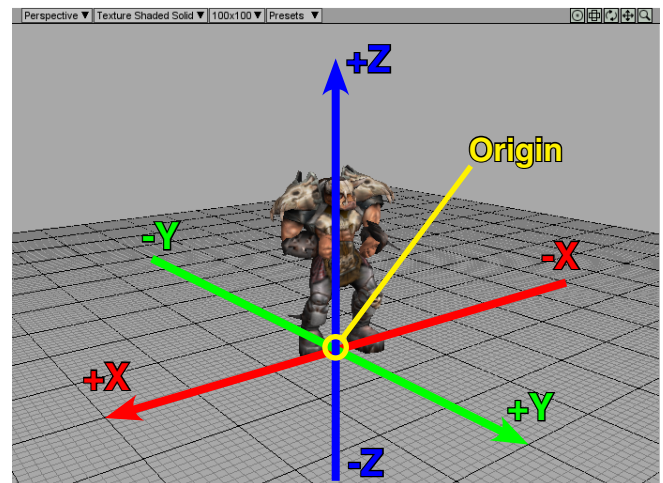 Perspective ▼ Texture Shaded Solid ▼ 100x100 ▼ Presets ▼
+Z
Origin
-Y
-X
+X
+Y
-Z